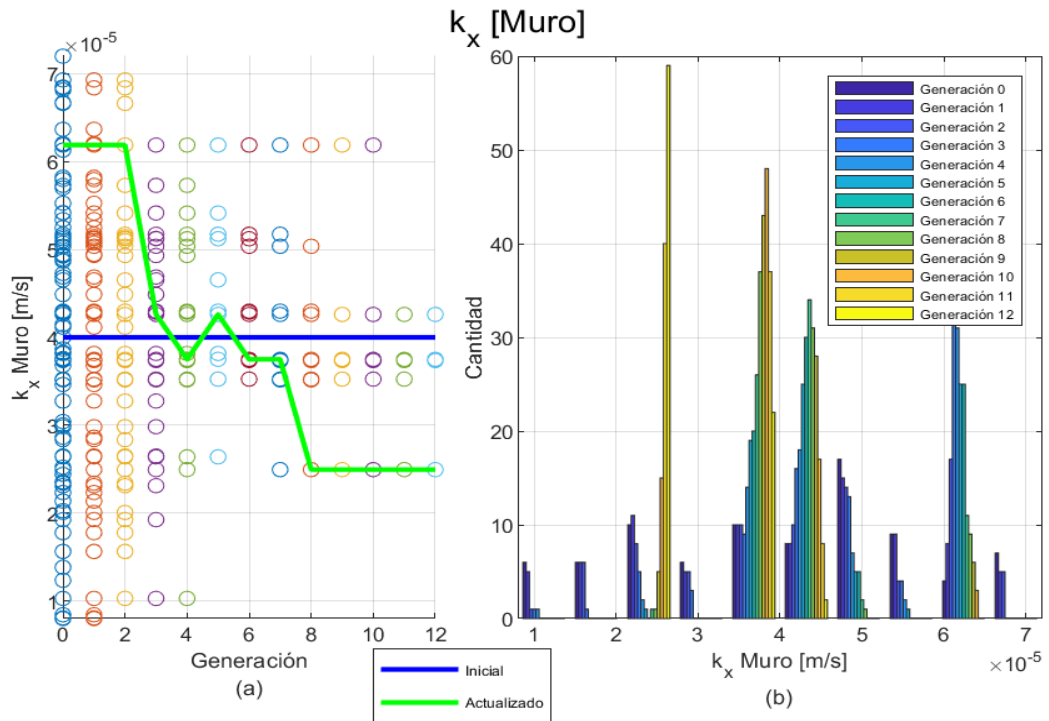 k_x [Muro]
×10^-5
7
6
5
4
3
2
1
k_x Muro [m/s]
0 2 4 6 8 10 12
Generación
(a)
Inicial
Actualizado
60
50
40
30
20
10
0
Cantidad
Generación 0
Generación 1
Generación 2
Generación 3
Generación 4
Generación 5
Generación 6
Generación 7
Generación 8
Generación 9
Generación 10
Generación 11
Generación 12
1 2 3 4 5 6 7
k_x Muro [m/s]
×10^-5
(b)